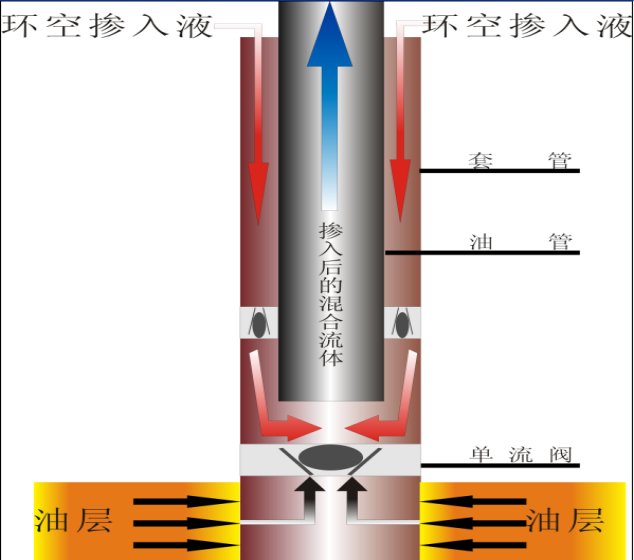 环空掺入液
环空掺入液
套管
油管
掺入后的混合流体
单流阀
油层
油层